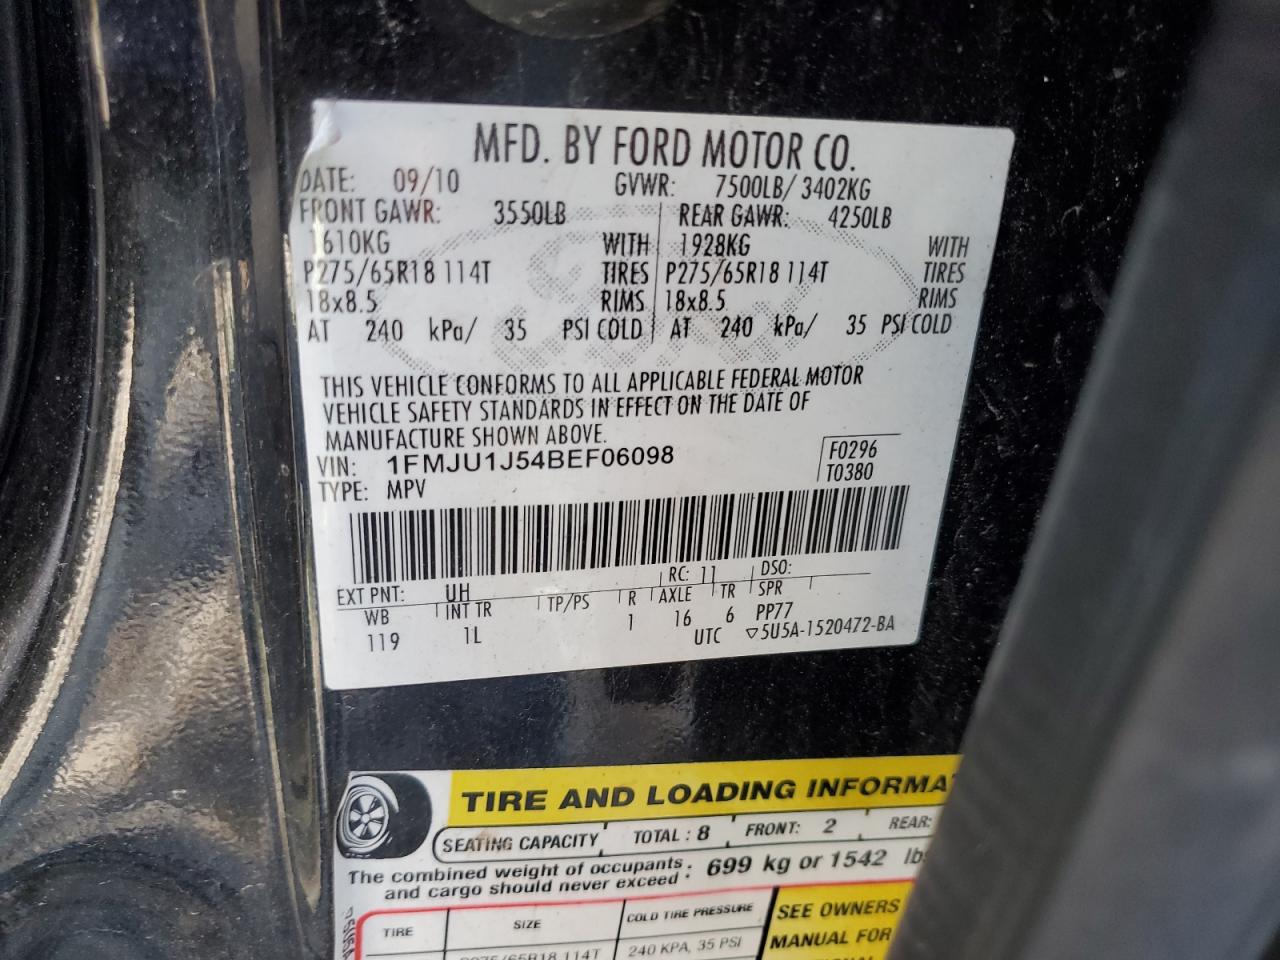 MFD. BY FORD MOTOR CO.
DATE: 09/10 GVWR: 7500LB/ 3402KG
FRONT GAWR: 3550LB REAR GAWR: 4250LB
1610KG WITH 1928KG WITH
P275/65R18 114T TIRES P275/65R18 114T TIRES
18x8.5 RIMS 18x8.5 RIMS
AT 240 kPa/ 35 PSI COLD AT 240 kPa/ 35 PSI COLD
THIS VEHICLE CONFORMS TO ALL APPLICABLE FEDERAL MOTOR
VEHICLE SAFETY STANDARDS IN EFFECT ON THE DATE OF
MANUFACTURE SHOWN ABOVE.
VIN: 1FMJU1J54BEF06098 F0296
TYPE: MPV T0380
EXT PNT: UH RC: 11 DSO:
WB INT TR TP/PS R AXLE TR SPR
119 1L 1 16 6 PP77
UTC ▽5U5A-1520472-BA
TIRE AND LOADING INFORMA
SEATING CAPACITY TOTAL : 8 FRONT: 2 REAR:
The combined weight of occupants and cargo should never exceed : 699 kg or 1542 lbs
TIRE SIZE COLD TIRE PRESSURE SEE OWNERS
P275/65R18 114T 240 KPA, 35 PSI MANUAL FOR